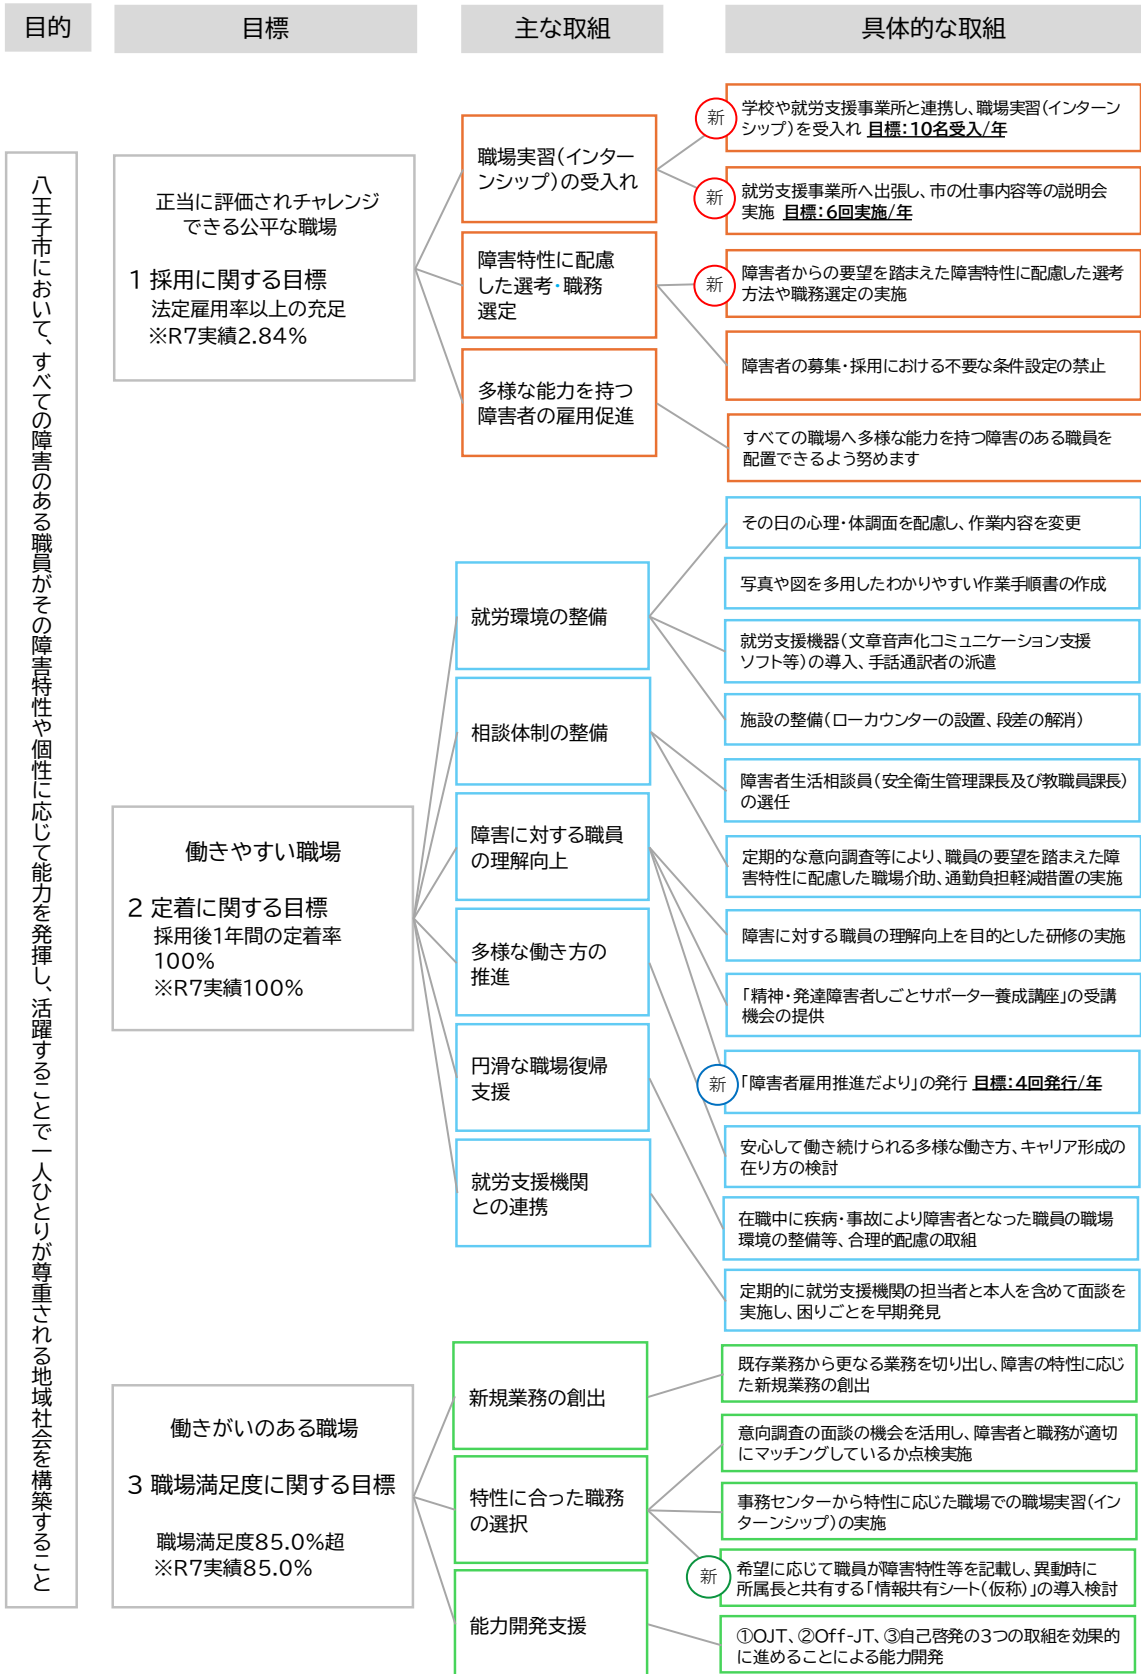 目的
目標
主な取組
具体的な取組
八王子市において、すべての障害のある職員がその障害特性や個性に応じて能力を発揮し、活躍することで一人ひとりが尊重される地域社会を構築すること
正当に評価されチャレンジ
できる公平な職場
1 採用に関する目標
法定雇用率以上の充足
※R7実績2.84%
職場実習(インター
ンシップ)の受入れ
障害特性に配慮
した選考・職務
選定
多様な能力を持つ
障害者の雇用促進
新
学校や就労支援事業所と連携し、職場実習(インターン
シップ)を受入れ 目標:10名受入/年
新
就労支援事業所へ出張し、市の仕事内容等の説明会
実施 目標:6回実施/年
新
障害者からの要望を踏まえた障害特性に配慮した選考
方法や職務選定の実施
障害者の募集・採用における不要な条件設定の禁止
すべての職場へ多様な能力を持つ障害のある職員を
配置できるよう努めます
働きやすい職場
2 定着に関する目標
採用後1年間の定着率
100%
※R7実績100%
就労環境の整備
相談体制の整備
障害に対する職員
の理解向上
多様な働き方の
推進
円滑な職場復帰
支援
就労支援機関
との連携
その日の心理・体調面を配慮し、作業内容を変更
写真や図を多用したわかりやすい作業手順書の作成
就労支援機器(文章音声化コミュニケーション支援
ソフト等)の導入、手話通訳者の派遣
施設の整備(ローカウンターの設置、段差の解消)
障害者生活相談員(安全衛生管理課長及び教職員課長)
の選任
定期的な意向調査等により、職員の要望を踏まえた障
害特性に配慮した職場介助、通勤負担軽減措置の実施
障害に対する職員の理解向上を目的とした研修の実施
「精神・発達障害者しごとサポーター養成講座」の受講
機会の提供
新
「障害者雇用推進だより」の発行 目標:4回発行/年
安心して働き続けられる多様な働き方、キャリア形成の
在り方の検討
在職中に疾病・事故により障害者となった職員の職場
環境の整備等、合理的配慮の取組
定期的に就労支援機関の担当者と本人を含めて面談を
実施し、困りごとを早期発見
働きがいのある職場
3 職場満足度に関する目標
職場満足度85.0%超
※R7実績85.0%
新規業務の創出
特性に合った職務
の選択
能力開発支援
既存業務から更なる業務を切り出し、障害の特性に応じ
た新規業務の創出
意向調査の面談の機会を活用し、障害者と職務が適切
にマッチングしているか点検実施
事務センターから特性に応じた職場での職場実習(イン
ターンシップ)の実施
新
希望に応じて職員が障害特性等を記載し、異動時に
所属長と共有する「情報共有シート(仮称)」の導入検討
①OJT、②Off-JT、③自己啓発の3つの取組を効果的
に進めることによる能力開発